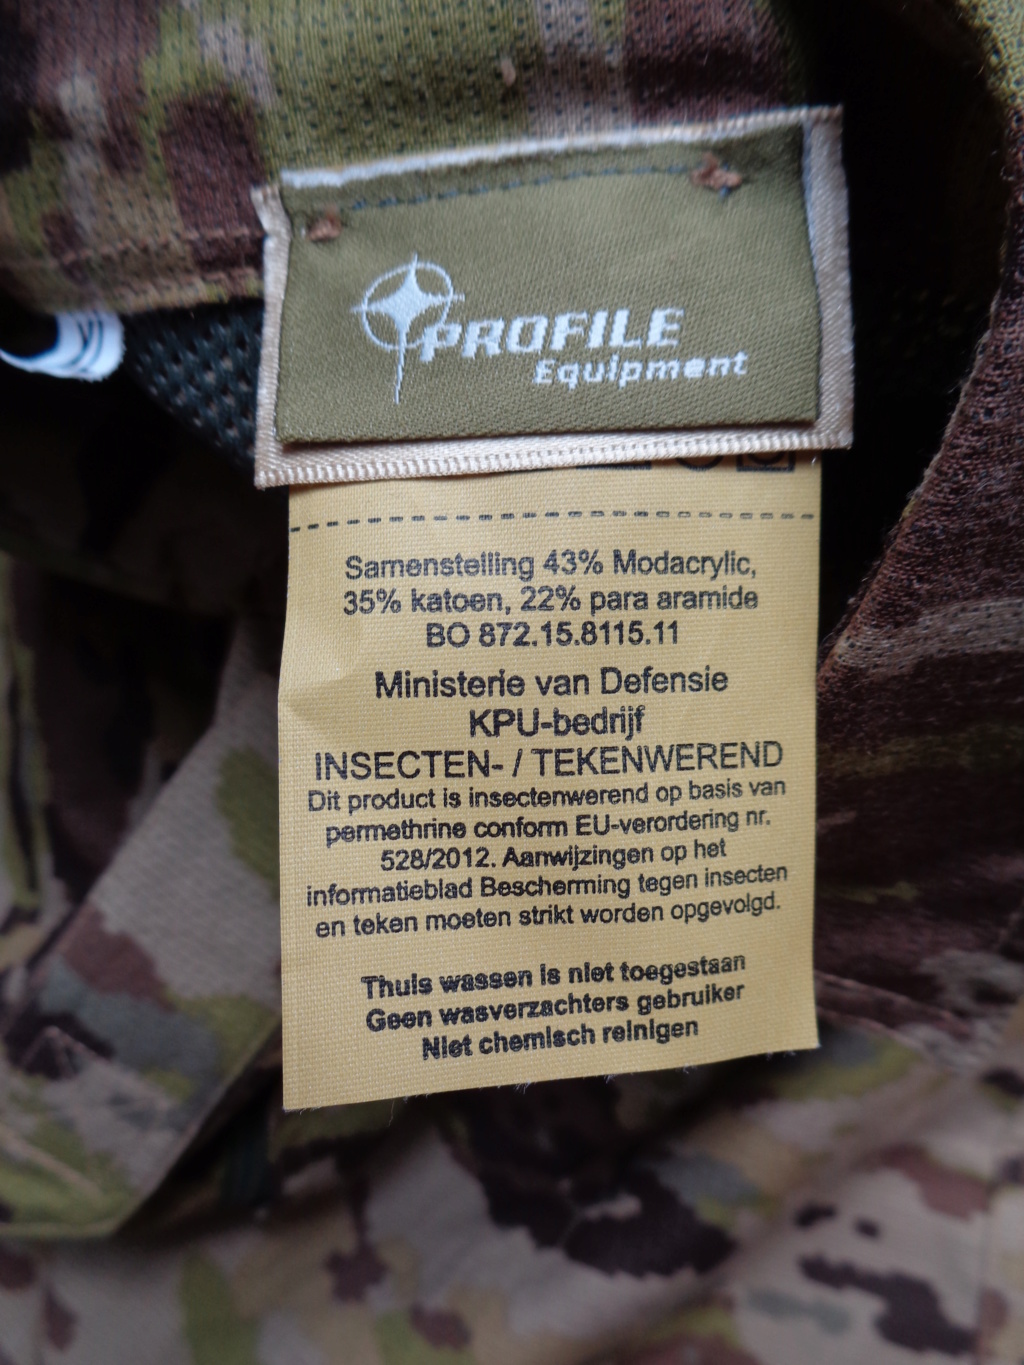 PROFILE
Equipment
Samenstelling 43% Modacrylic,
35% katoen, 22% para aramide
BO 872.15.8115.11
Ministerie van Defensie
KPU-bedrijf
INSECTEN- / TEKENWEREND
Dit product is insectenwerend op basis van
permethrine conform EU-verordering nr.
528/2012. Aanwijzingen op het
informatieblad Bescherming tegen insecten
en teken moeten strikt worden opgevolgd.
Thuis wassen is niet toegestaan
Geen wasverzachters gebruiker
Niet chemisch reinigen